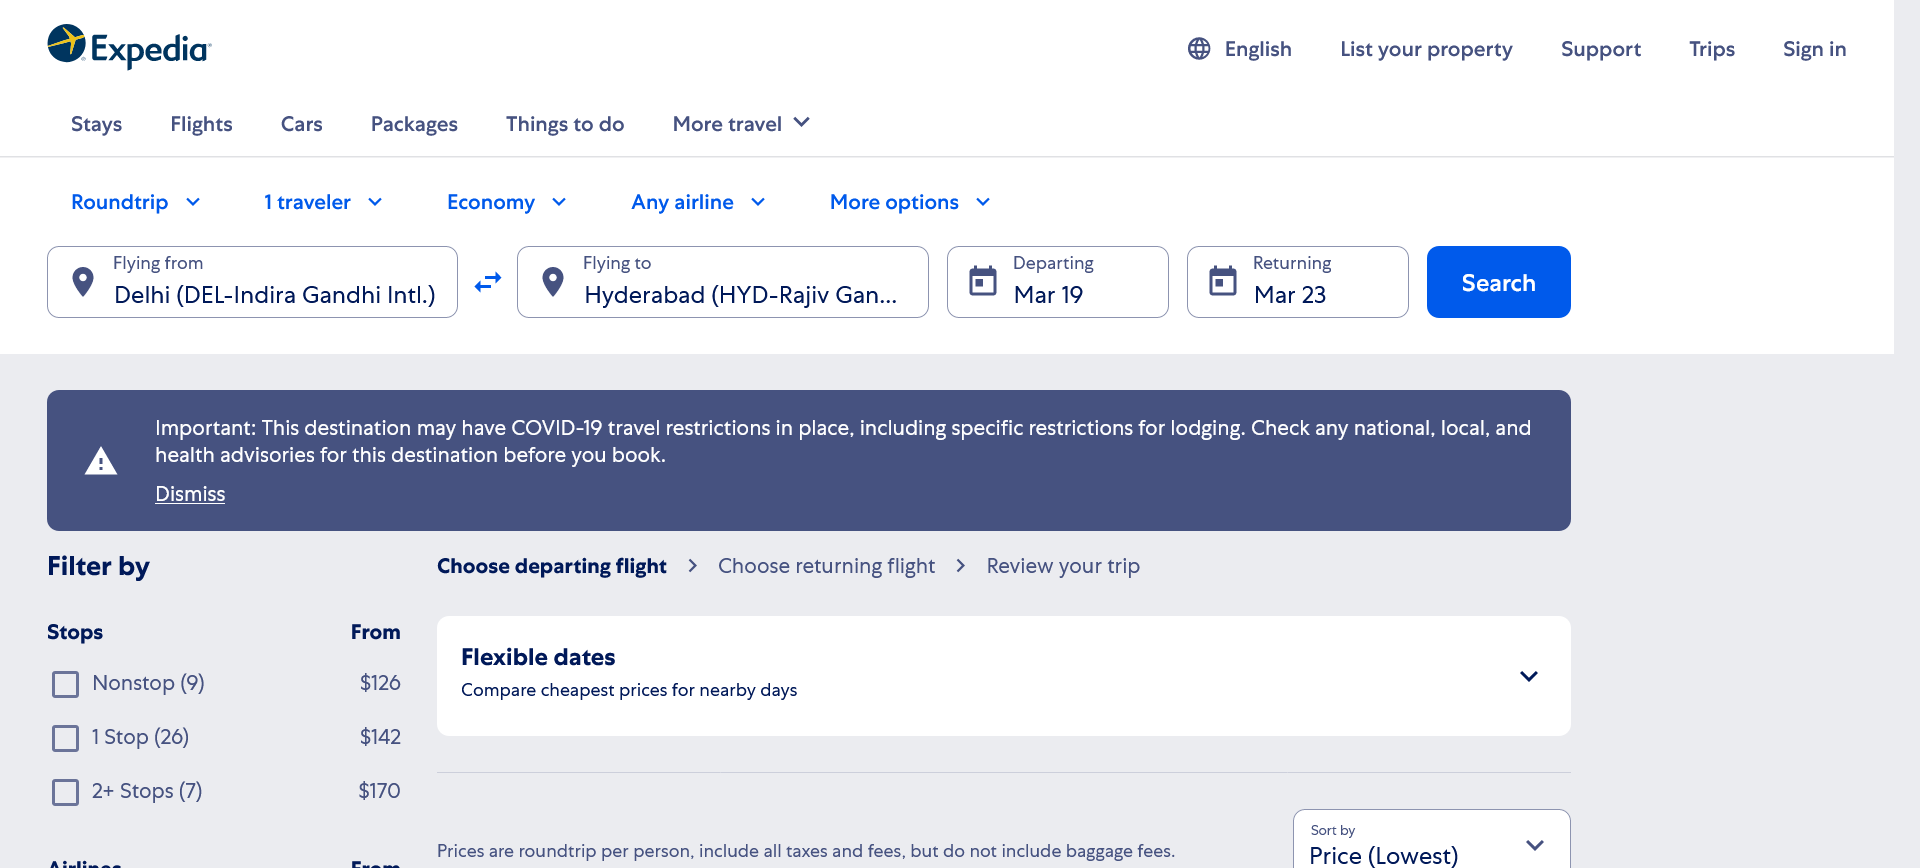 Expedia
English
List your property
Support
Trips
Sign in
Stays
Flights
Cars
Packages
Things to do
More travel
Roundtrip
1 traveler
Economy
Any airline
More options
Flying from
Delhi (DEL-Indira Gandhi Intl.)
Flying to
Hyderabad (HYD-Rajiv Gan...
Departing
Mar 19
Returning
Mar 23
Search
Important: This destination may have COVID-19 travel restrictions in place, including specific restrictions for lodging. Check any national, local, and
health advisories for this destination before you book.
Dismiss
Filter by
Stops From
Nonstop (9) $126
1 Stop (26) $142
2+ Stops (7) $170
Airlines From
Choose departing flight
Choose returning flight
Review your trip
Flexible dates
Compare cheapest prices for nearby days
Sort by
Price (Lowest)
Prices are roundtrip per person, include all taxes and fees, but do not include baggage fees.